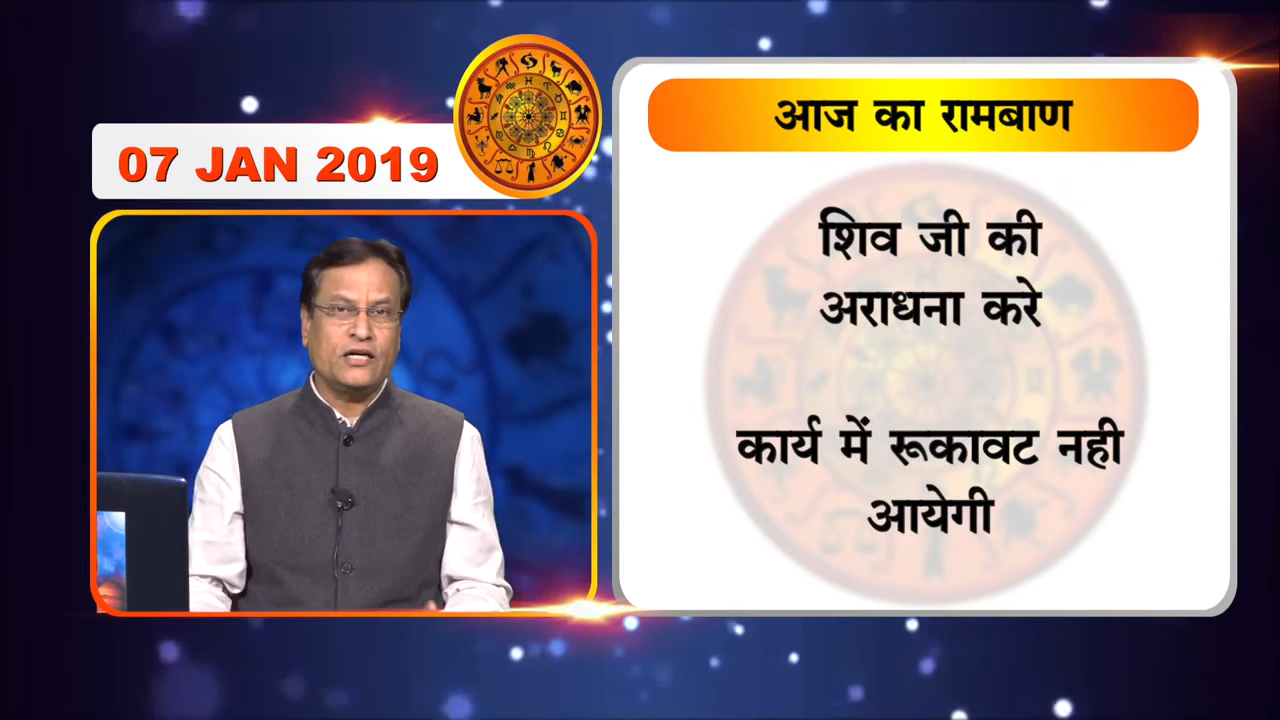 07 JAN 2019
आज का रामबाण
शिव जी की
अराधना करे
कार्य में रूकावट नही
आयेगी